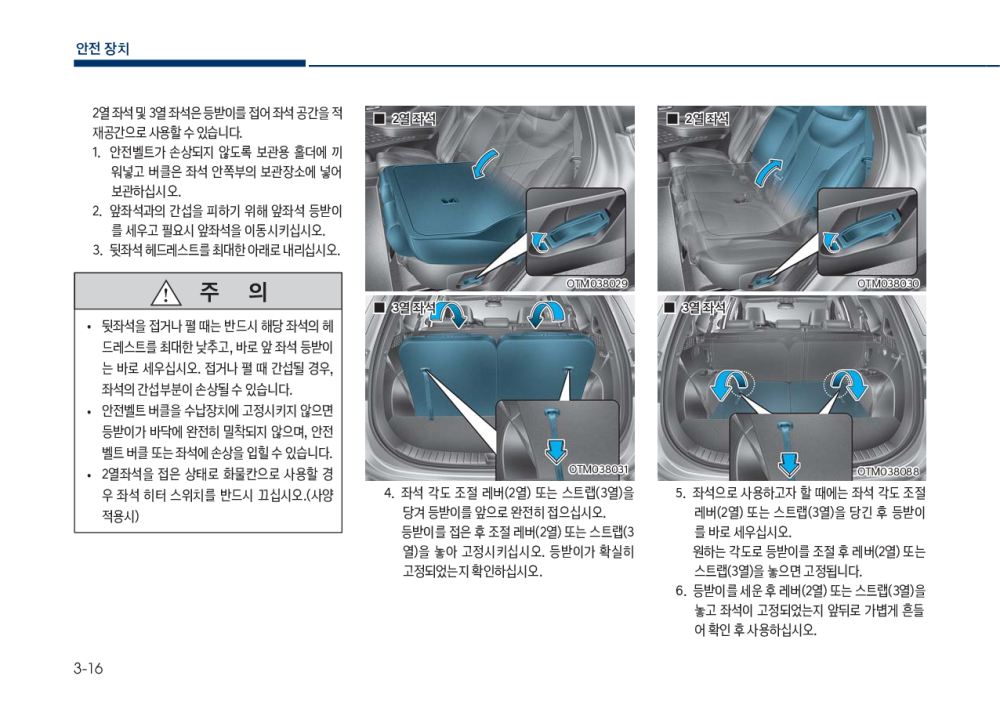 안전 장치
2열 좌석 및 3열 좌석은 등받이를 접어 좌석 공간을 적
재공간으로 사용할 수 있습니다.
1. 안전벨트가 손상되지 않도록 보관용 홀더에 끼
워넣고 버클은 좌석 안쪽부의 보관장소에 넣어
보관하십시오.
2. 앞좌석과의 간섭을 피하기 위해 앞좌석 등받이
를 세우고 필요시 앞좌석을 이동시키십시오.
3. 뒷좌석 헤드레스트를 최대한 아래로 내리십시오.
주 의
• 뒷좌석을 접거나 펼 때는 반드시 해당 좌석의 헤
드레스트를 최대한 낮추고, 바로 앞 좌석 등받이
는 바로 세우십시오. 접거나 펼 때 간섭될 경우,
좌석의 간섭부분이 손상될 수 있습니다.
• 안전벨트 버클을 수납장치에 고정시키지 않으면
등받이가 바닥에 완전히 밀착되지 않으며, 안전
벨트 버클 또는 좌석에 손상을 입힐 수 있습니다.
• 2열좌석을 접은 상태로 화물칸으로 사용할 경
우 좌석 히터 스위치를 반드시 끄십시오.(사양
적용시)
■ 2열 좌석
OTM038029
■ 3열 좌석
OTM038031
4. 좌석 각도 조절 레버(2열) 또는 스트랩(3열)을
당겨 등받이를 앞으로 완전히 접으십시오.
등받이를 접은 후 조절 레버(2열) 또는 스트랩(3
열)을 놓아 고정시키십시오. 등받이가 확실히
고정되었는지 확인하십시오.
■ 2열 좌석
OTM038030
■ 3열 좌석
OTM038088
5. 좌석으로 사용하고자 할 때에는 좌석 각도 조절
레버(2열) 또는 스트랩(3열)을 당긴 후 등받이
를 바로 세우십시오.
원하는 각도로 등받이를 조절 후 레버(2열) 또는
스트랩(3열)을 놓으면 고정됩니다.
6. 등받이를 세운 후 레버(2열) 또는 스트랩(3열)을
놓고 좌석이 고정되었는지 앞뒤로 가볍게 흔들
어 확인 후 사용하십시오.
3-16